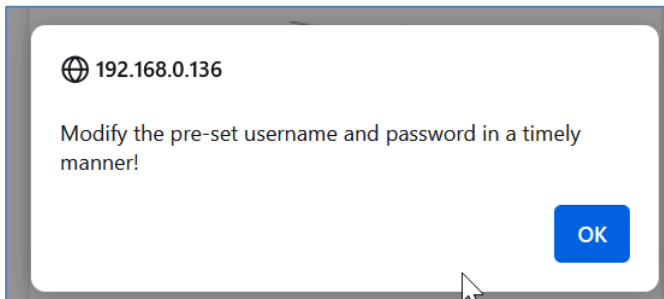 192.168.0.136
Modify the pre-set username and password in a timely
manner!
OK